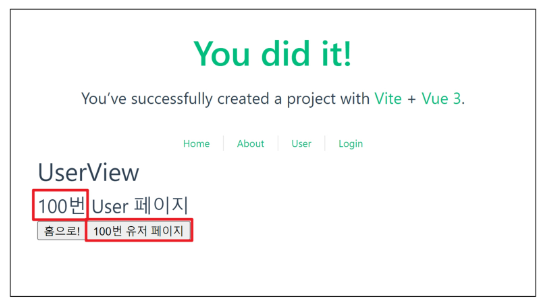 You did it!
You've successfully created a project with Vite + Vue 3.
Home About User Login
UserView
100번 User 페이지
홈으로! 100번 유저 페이지